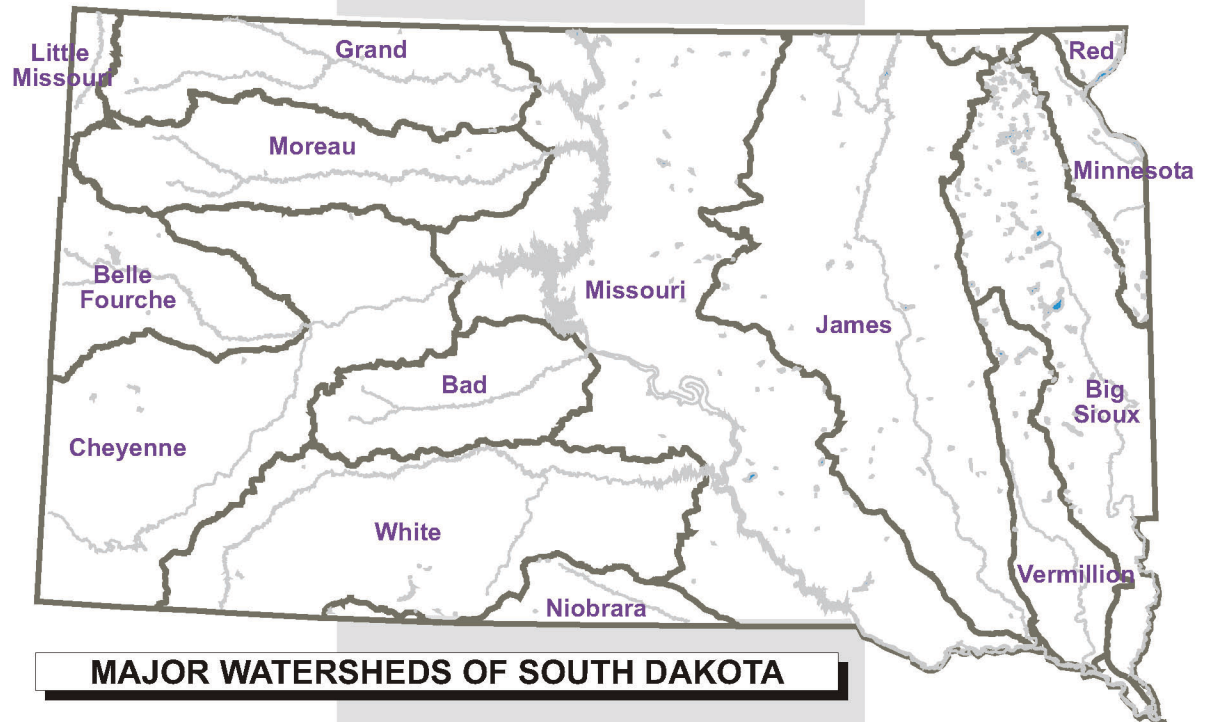 Little
Missouri
Grand
Red
Moreau
Minnesota
Belle
Fourche
Missouri
James
Bad
Big
Sioux
Cheyenne
White
Vermillion
Niobrara
MAJOR WATERSHEDS OF SOUTH DAKOTA